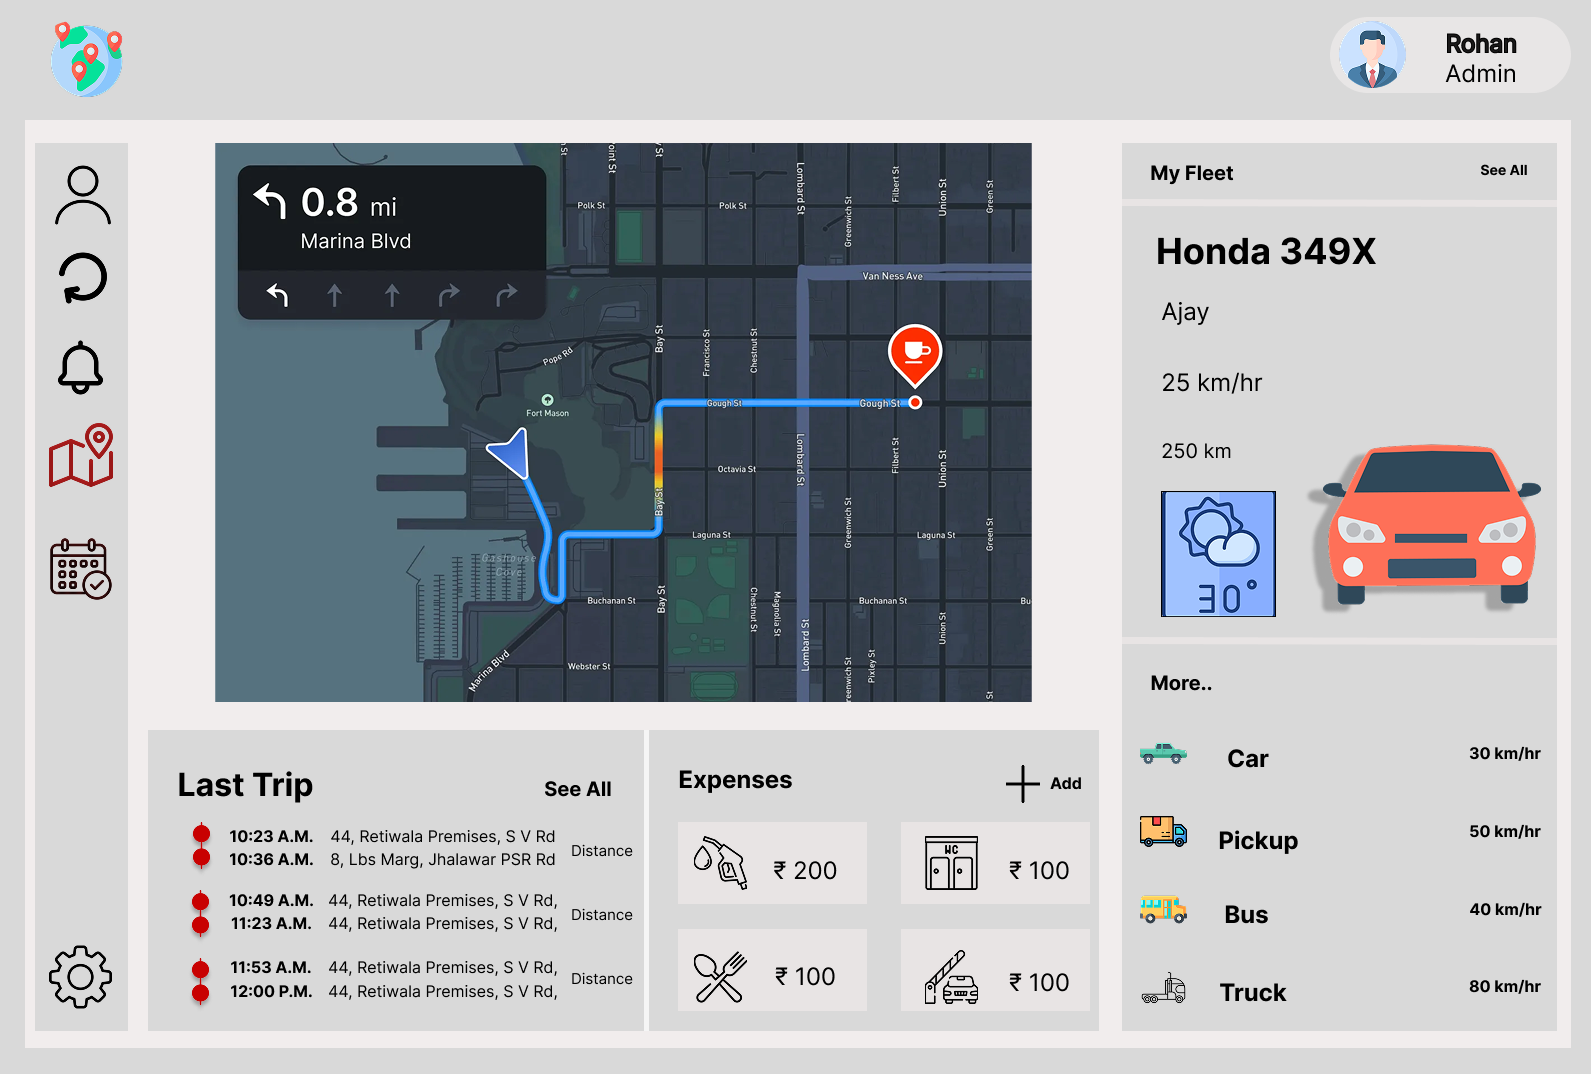 Rohan
Admin
0.8 mi
Marina Blvd
Polk St
Polk St
Lombard St
Greenwich St
Filbert St
Union St
Green St
Van Ness Ave
Bay St
Francisco St
Chestnut St
Pope Rd
Fort Mason
Gough St
Gough St
Lombard St
Filbert St
Union St
Octavia St
Bay St
Greenwich St
Laguna St
Laguna St
Green St
Gashouse
Cove
Bay St
Buchanan St
Chestnut St
Magnolia St
Buchanan St
Bu
Union St
Lombard St
Marina Blvd
Webster St
Pixley St
reenwich St
St
My Fleet
See All
Honda 349X
Ajay
25 km/hr
250 km
30°
More..
Car
30 km/hr
Pickup
50 km/hr
Bus
40 km/hr
Truck
80 km/hr
Last Trip
See All
10:23 A.M. 44, Retiwala Premises, S V Rd
10:36 A.M. 8, Lbs Marg, Jhalawar PSR Rd
Distance
10:49 A.M. 44, Retiwala Premises, S V Rd,
11:23 A.M. 44, Retiwala Premises, S V Rd,
Distance
11:53 A.M. 44, Retiwala Premises, S V Rd,
12:00 P.M. 44, Retiwala Premises, S V Rd,
Distance
Expenses
Add
₹ 200
WC
₹ 100
₹ 100
₹ 100